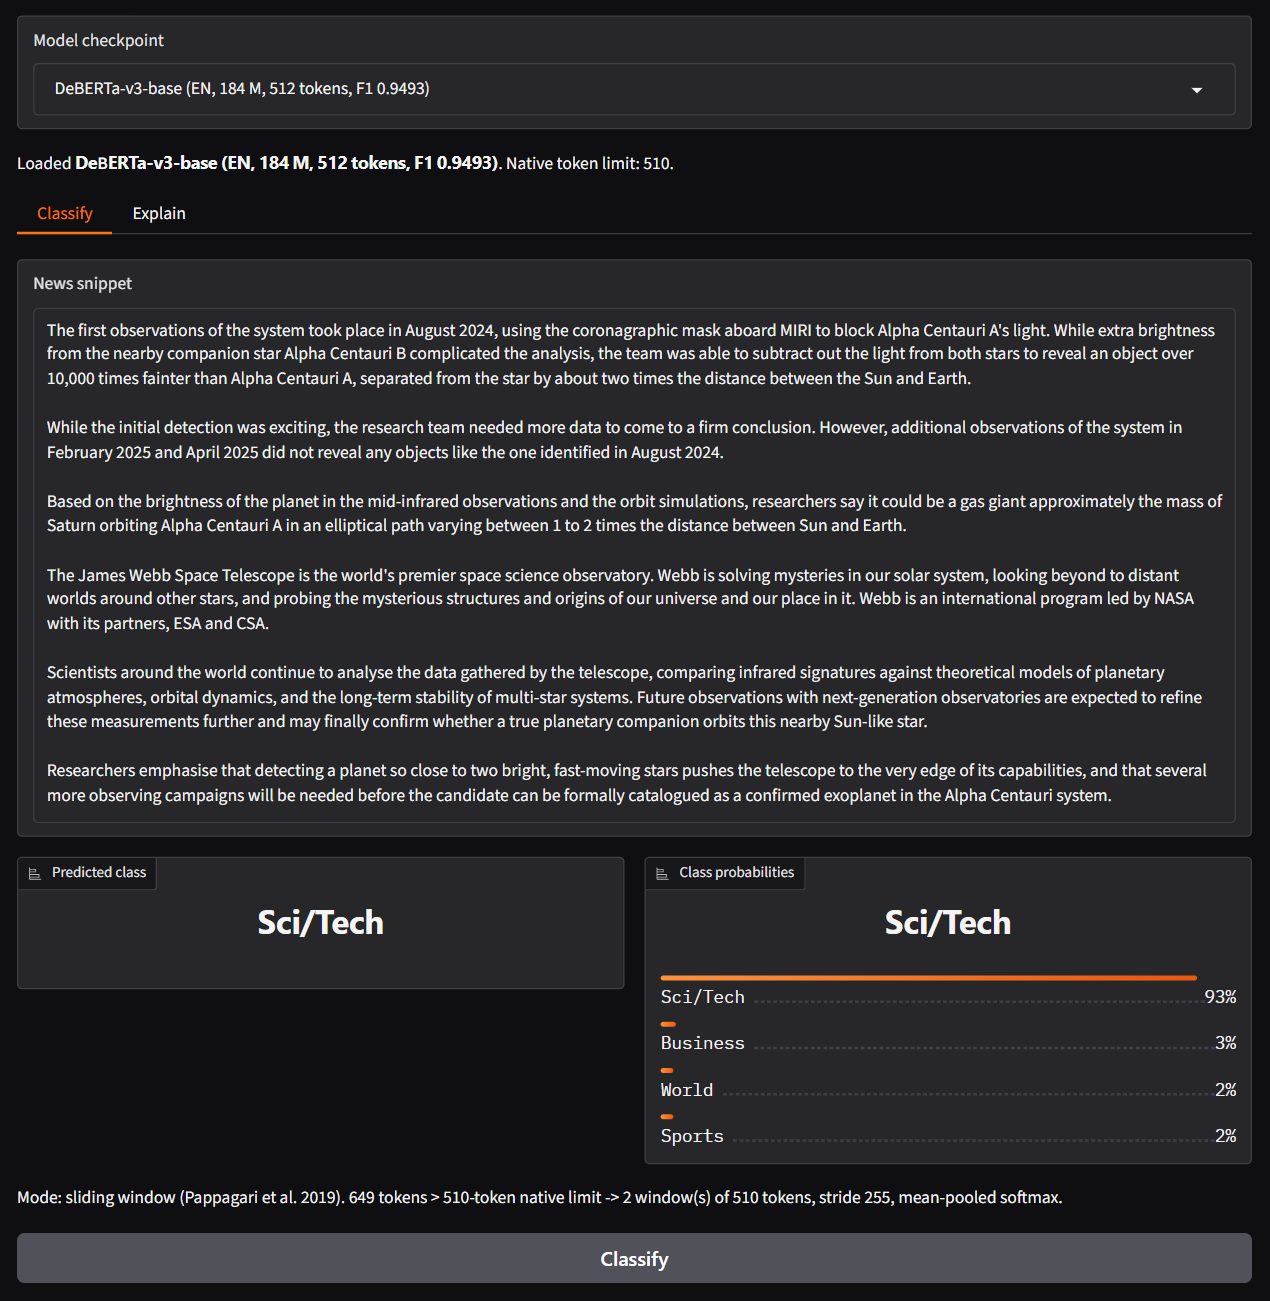 Model checkpoint
DeBERTa-v3-base (EN, 184 M, 512 tokens, F1 0.9493)
Loaded DeBERTa-v3-base (EN, 184 M, 512 tokens, F1 0.9493). Native token limit: 510.
Classify
Explain
News snippet
The first observations of the system took place in August 2024, using the coronagraphic mask aboard MIRI to block Alpha Centauri A's light. While extra brightness
from the nearby companion star Alpha Centauri B complicated the analysis, the team was able to subtract out the light from both stars to reveal an object over
10,000 times fainter than Alpha Centauri A, separated from the star by about two times the distance between the Sun and Earth.
While the initial detection was exciting, the research team needed more data to come to a firm conclusion. However, additional observations of the system in
February 2025 and April 2025 did not reveal any objects like the one identified in August 2024.
Based on the brightness of the planet in the mid-infrared observations and the orbit simulations, researchers say it could be a gas giant approximately the mass of
Saturn orbiting Alpha Centauri A in an elliptical path varying between 1 to 2 times the distance between Sun and Earth.
The James Webb Space Telescope is the world's premier space science observatory. Webb is solving mysteries in our solar system, looking beyond to distant
worlds around other stars, and probing the mysterious structures and origins of our universe and our place in it. Webb is an international program led by NASA
with its partners, ESA and CSA.
Scientists around the world continue to analyse the data gathered by the telescope, comparing infrared signatures against theoretical models of planetary
atmospheres, orbital dynamics, and the long-term stability of multi-star systems. Future observations with next-generation observatories are expected to refine
these measurements further and may finally confirm whether a true planetary companion orbits this nearby Sun-like star.
Researchers emphasise that detecting a planet so close to two bright, fast-moving stars pushes the telescope to the very edge of its capabilities, and that several
more observing campaigns will be needed before the candidate can be formally catalogued as a confirmed exoplanet in the Alpha Centauri system.
Predicted class
Sci/Tech
Class probabilities
Sci/Tech
Sci/Tech 93%
Business 3%
World 2%
Sports 2%
Mode: sliding window (Pappagari et al. 2019). 649 tokens > 510-token native limit -> 2 window(s) of 510 tokens, stride 255, mean-pooled softmax.
Classify